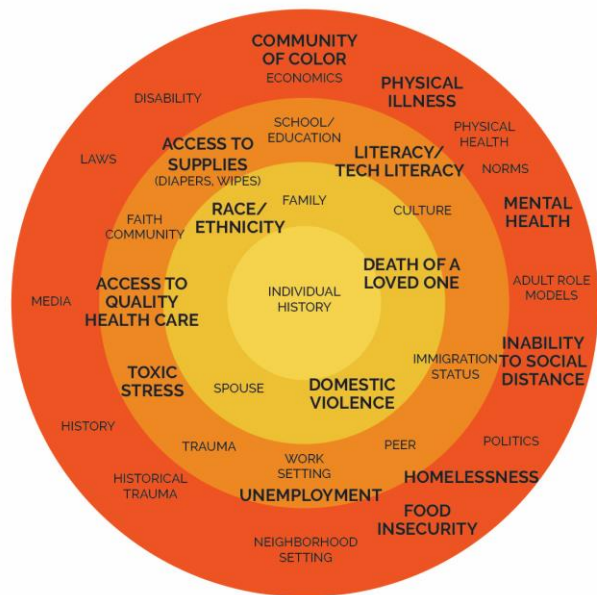 COMMUNITY
OF COLOR
ECONOMICS
PHYSICAL
ILLNESS
DISABILITY
SCHOOL/
EDUCATION
PHYSICAL
HEALTH
LAWS
ACCESS TO
SUPPLIES
(DIAPERS, WIPES)
LITERACY/
TECH LITERACY
NORMS
RACE/
ETHNICITY
FAMILY
CULTURE
MENTAL
HEALTH
FAITH
COMMUNITY
DEATH OF A
LOVED ONE
MEDIA
ACCESS TO
QUALITY
HEALTH CARE
INDIVIDUAL
HISTORY
ADULT ROLE
MODELS
INABILITY
TO SOCIAL
DISTANCE
IMMIGRATION
STATUS
TOXIC
STRESS
SPOUSE
DOMESTIC
VIOLENCE
HISTORY
TRAUMA
WORK
SETTING
PEER
POLITICS
HISTORICAL
TRAUMA
UNEMPLOYMENT
HOMELESSNESS
FOOD
INSECURITY
NEIGHBORHOOD
SETTING